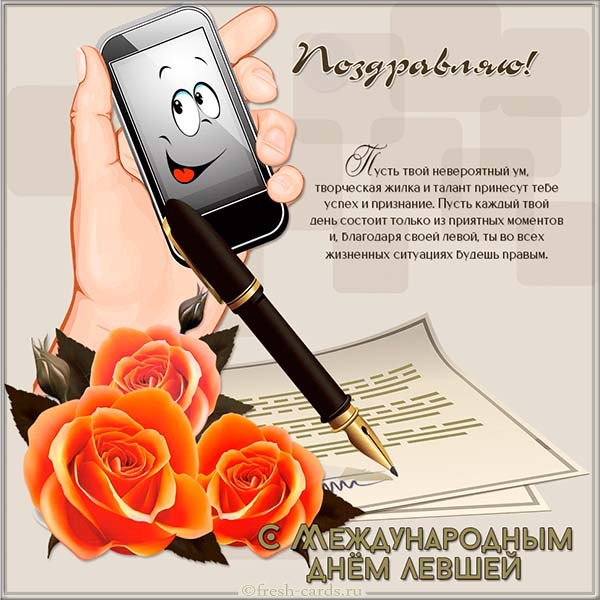 Поздравляю!
Пусть твой невероятный ум,
творческая жилка и талант принесут тебе
успех и признание. Пусть каждый твой
день состоит только из приятных моментов
и, благодаря своей левой, ты во всех
жизненных ситуациях будешь правым.
С Международным
днём левшей
©fresh-cards.ru